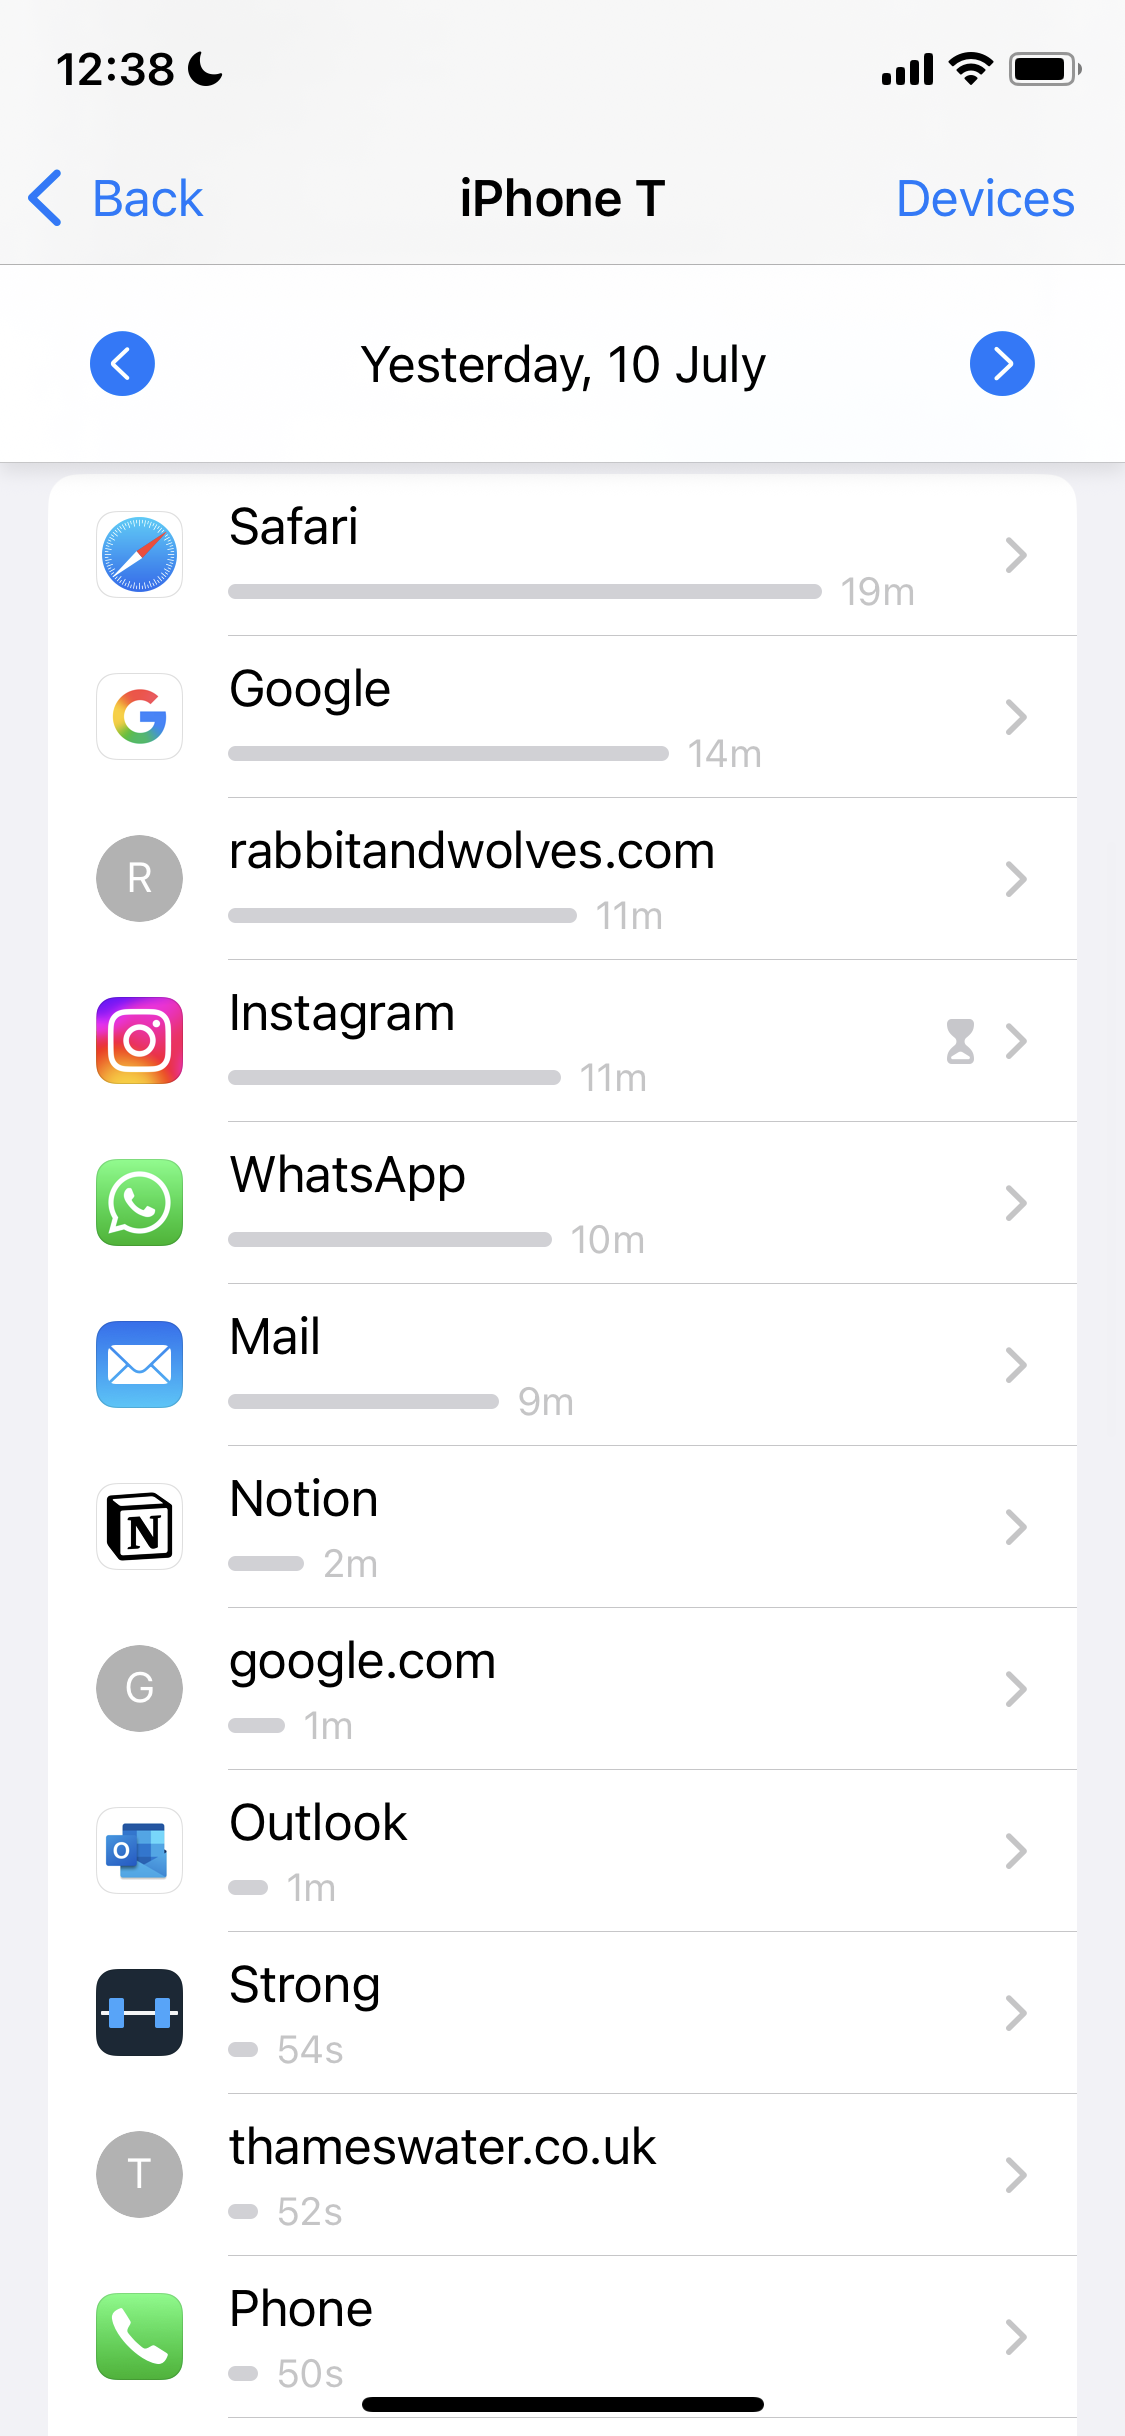 12:38
Back
iPhone T
Devices
Yesterday, 10 July
Safari
19m
Google
14m
R
rabbitandwolves.com
11m
Instagram
11m
WhatsApp
10m
Mail
9m
N
Notion
2m
G
google.com
1m
O
Outlook
1m
Strong
54s
T
thameswater.co.uk
52s
Phone
50s